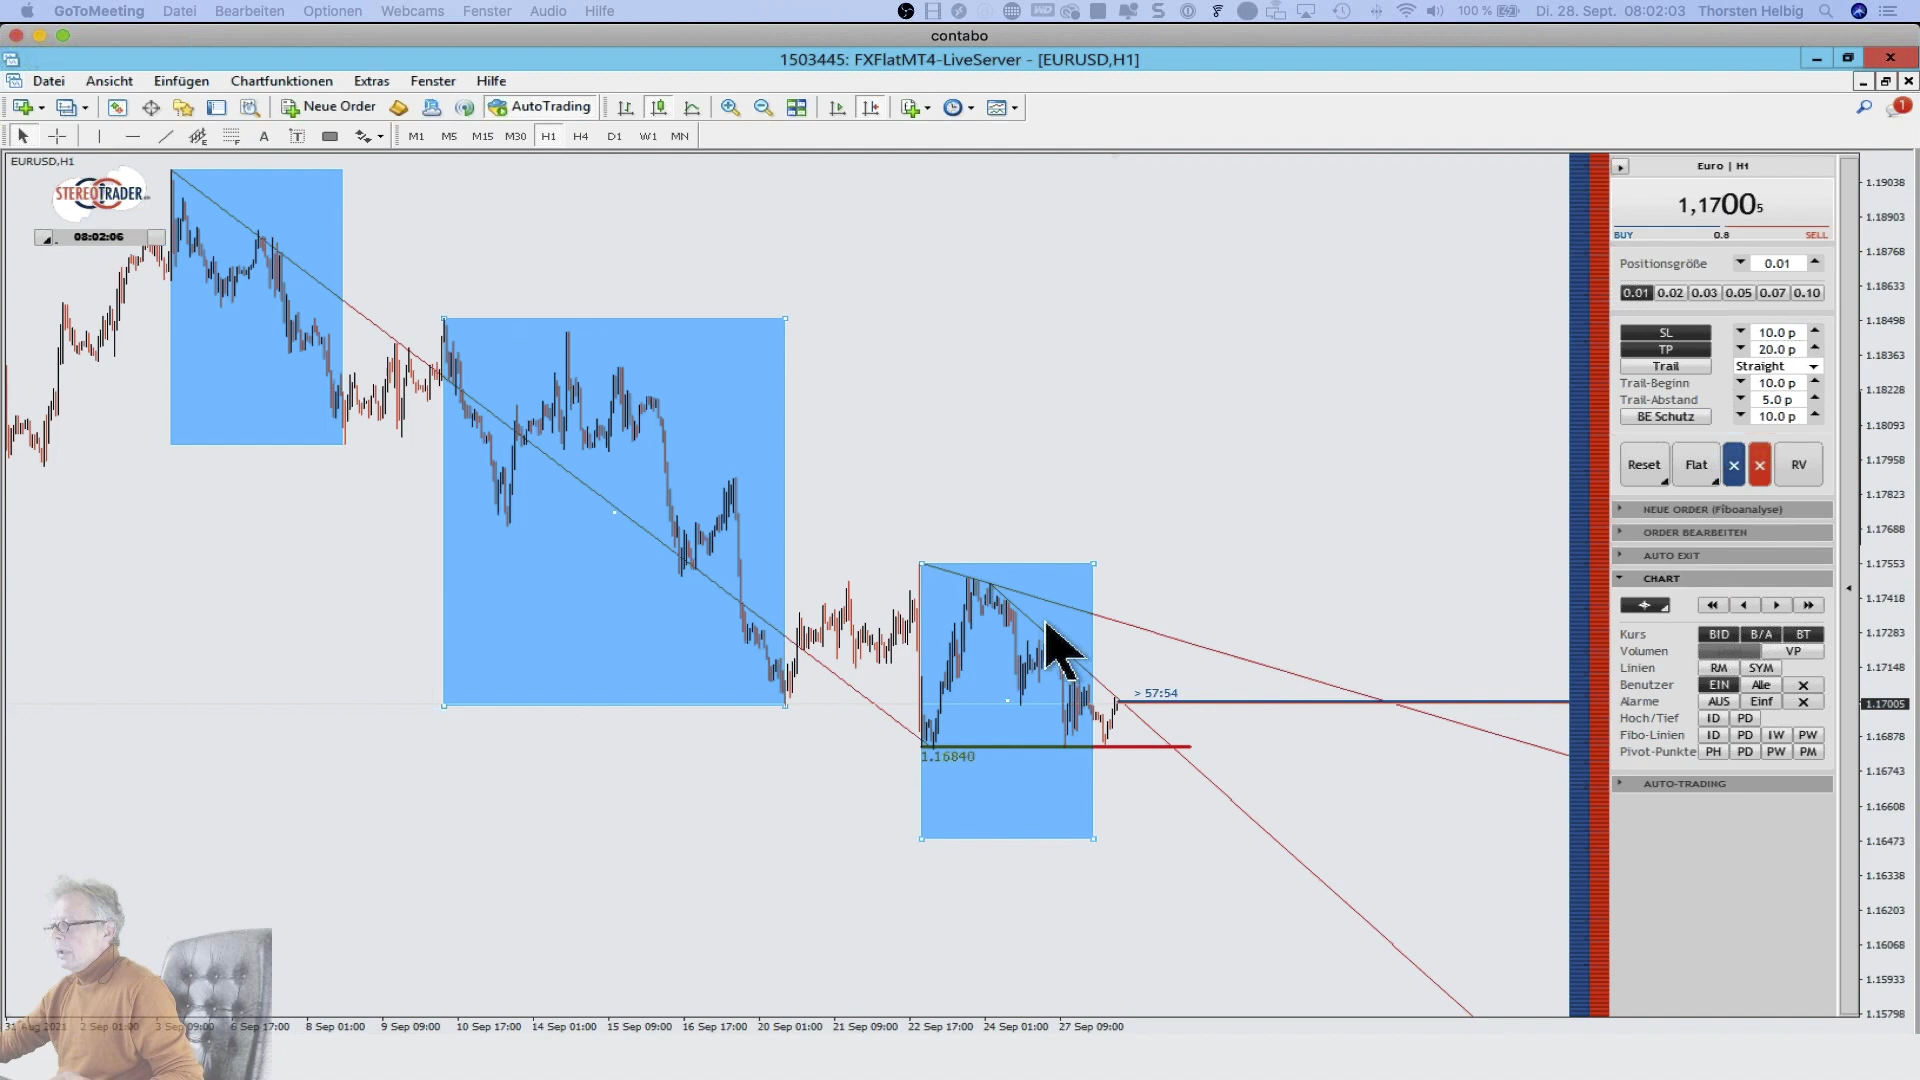 GoToMeeting Datei Bearbeiten Optionen Webcams Fenster Audio Hilfe 100 % Di. 28. Sept. 08:02:03 Thorsten Helbig
contabo
1503445: FXFlatMT4-LiveServer - [EURUSD,H1]
Datei Ansicht Einfügen Chartfunktionen Extras Fenster Hilfe
Neue Order AutoTrading 1
A T M1 M5 M15 M30 H1 H4 D1 W1 MN
EURUSD,H1
STEREOTRADER
08:02:06
Euro | H1
1,17005
BUY 0.8 SELL
Positionsgröße 0.01
0.01 0.02 0.03 0.05 0.07 0.10
SL 10.0 p
TP 20.0 p
Trail Straight
Trail-Beginn 10.0 p
Trail-Abstand 5.0 p
BE Schutz 10.0 p
Reset Flat × × RV
NEUE ORDER (Fiboanalyse)
ORDER BEARBEITEN
AUTO EXIT
CHART
Kurs BID B/A BT
Volumen VP
Linien RM SYM
Benutzer EIN Alle ×
Alarme AUS Einf ×
Hoch/Tief ID PD
Fibo-Linien ID PD IW PW
Pivot-Punkte PH PD PW PM
AUTO-TRADING
> 57:54
1.16840
1.19038
1.18903
1.18768
1.18633
1.18498
1.18363
1.18228
1.18093
1.17958
1.17823
1.17688
1.17553
1.17418
1.17283
1.17148
1.17005
1.16878
1.16743
1.16608
1.16473
1.16338
1.16203
1.16068
1.15933
1.15798
31 Aug 2021 2 Sep 01:00 3 Sep 09:00 6 Sep 17:00 8 Sep 01:00 9 Sep 09:00 10 Sep 17:00 14 Sep 01:00 15 Sep 09:00 16 Sep 17:00 20 Sep 01:00 21 Sep 09:00 22 Sep 17:00 24 Sep 01:00 27 Sep 09:00